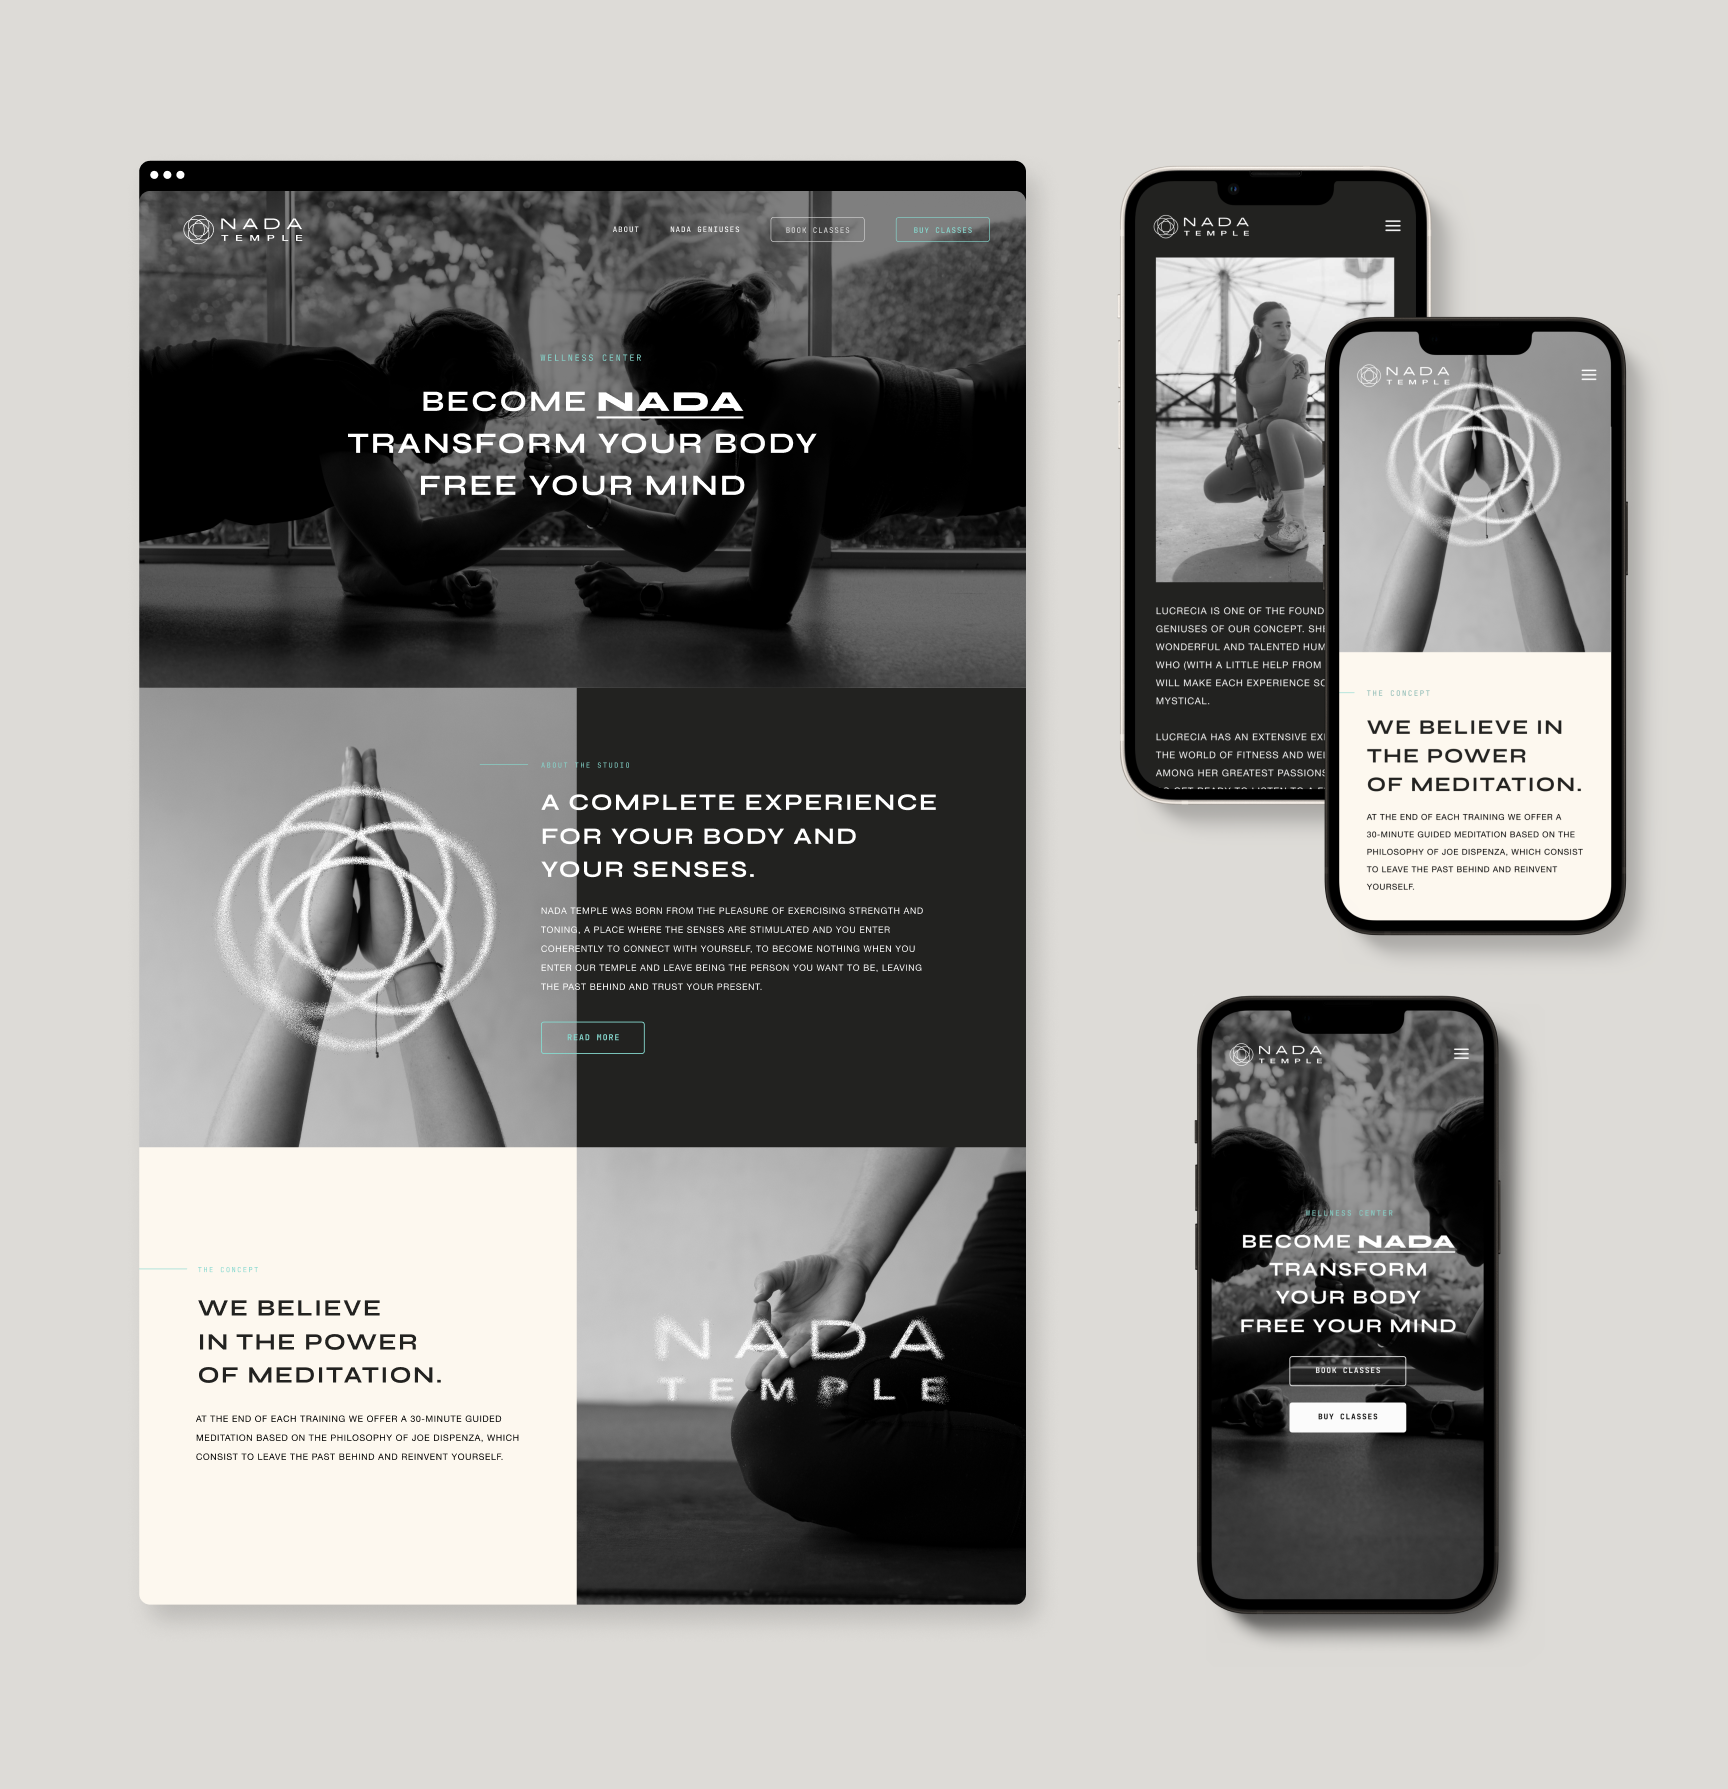 NADA
TEMPLE
ABOUT
NADA GENIUSES
BOOK CLASSES
BUY CLASSES
WELLNESS CENTER
BECOME NADA
TRANSFORM YOUR BODY
FREE YOUR MIND
ABOUT THE STUDIO
A COMPLETE EXPERIENCE
FOR YOUR BODY AND
YOUR SENSES.
NADA TEMPLE WAS BORN FROM THE PLEASURE OF EXERCISING STRENGTH AND
TONING, A PLACE WHERE THE SENSES ARE STIMULATED AND YOU ENTER
COHERENTLY TO CONNECT WITH YOURSELF, TO BECOME NOTHING WHEN YOU
ENTER OUR TEMPLE AND LEAVE BEING THE PERSON YOU WANT TO BE, LEAVING
THE PAST BEHIND AND TRUST YOUR PRESENT.
READ MORE
THE CONCEPT
WE BELIEVE
IN THE POWER
OF MEDITATION.
AT THE END OF EACH TRAINING WE OFFER A 30-MINUTE GUIDED
MEDITATION BASED ON THE PHILOSOPHY OF JOE DISPENZA, WHICH
CONSIST TO LEAVE THE PAST BEHIND AND REINVENT YOURSELF.
NADA
TEMPLE
NADA
TEMPLE
LUCRECIA IS ONE OF THE FOUND
GENIUSES OF OUR CONCEPT. SHE
WONDERFUL AND TALENTED HUM
WHO (WITH A LITTLE HELP FROM
WILL MAKE EACH EXPERIENCE SO
MYSTICAL.
LUCRECIA HAS AN EXTENSIVE EX
THE WORLD OF FITNESS AND WEL
AMONG HER GREATEST PASSIONS
GET READY TO LISTEN TO A
NADA
TEMPLE
THE CONCEPT
WE BELIEVE IN
THE POWER
OF MEDITATION.
AT THE END OF EACH TRAINING WE OFFER A
30-MINUTE GUIDED MEDITATION BASED ON THE
PHILOSOPHY OF JOE DISPENZA, WHICH CONSIST
TO LEAVE THE PAST BEHIND AND REINVENT
YOURSELF.
NADA
TEMPLE
WELLNESS CENTER
BECOME NADA
TRANSFORM
YOUR BODY
FREE YOUR MIND
BOOK CLASSES
BUY CLASSES